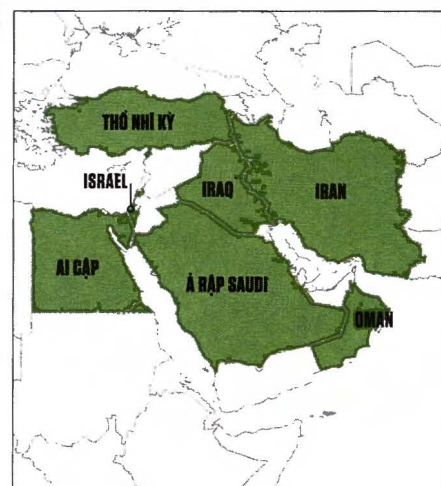 THỔ NHĨ KỲ
ISRAEL
IRAQ
IRAN
AI CẬP
Ả RẬP SAUDI
OMAN